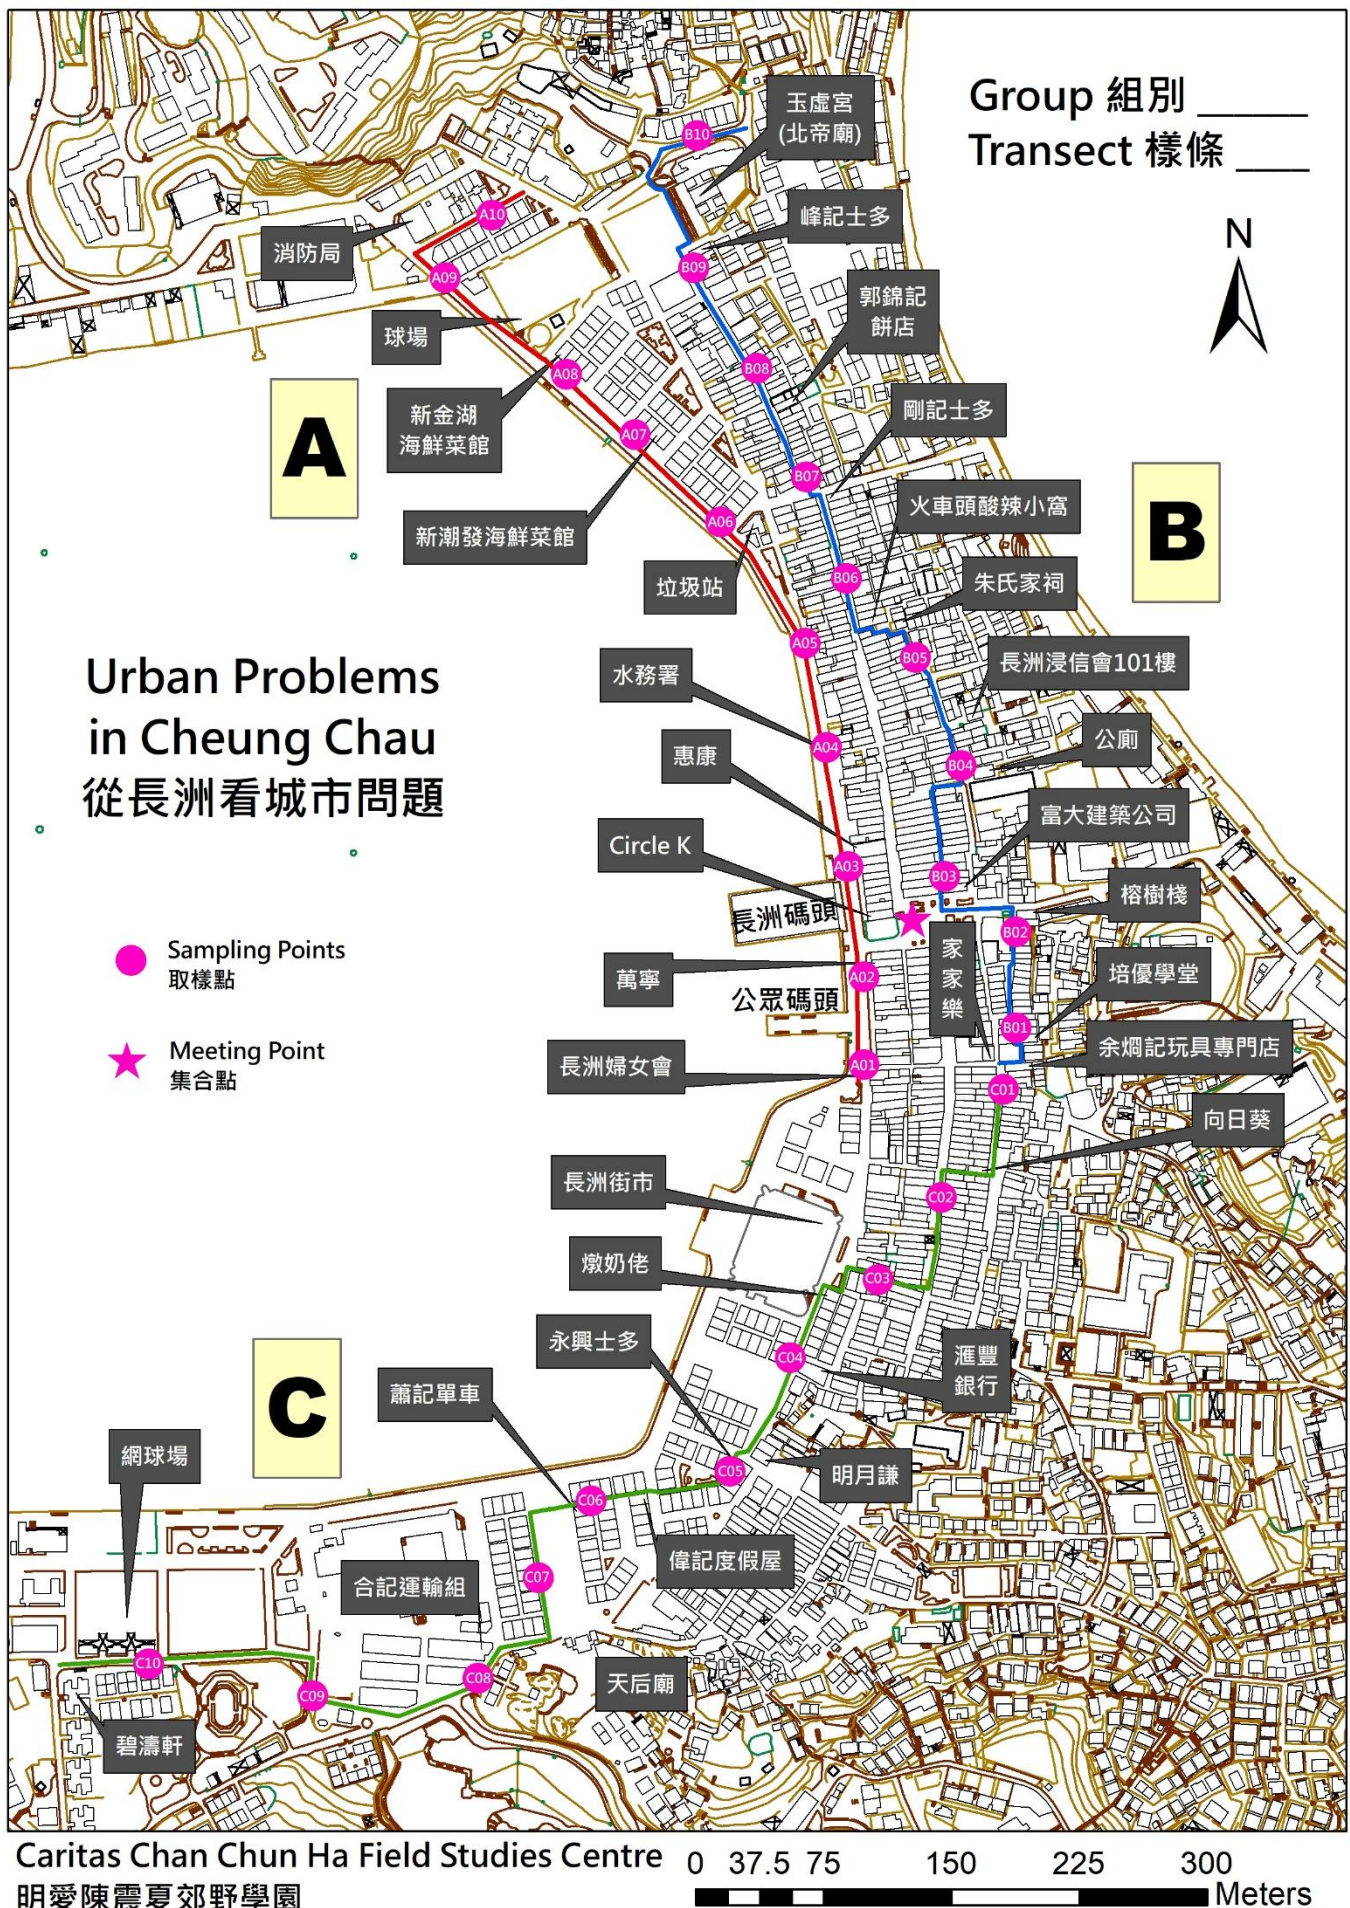 Group 組別 _____
Transect 樣條 ___
N
玉虛宮
(北帝廟)
B10
峰記士多
A10
消防局
B09
A09
郭錦記
餅店
球場
B08
A08
剛記士多
新金湖
海鮮菜館
A
A07
B07
B
火車頭酸辣小窩
新潮發海鮮菜館
A06
垃圾站
B06
朱氏家祠
A05
B05
長洲浸信會101樓
水務署
Urban Problems
in Cheung Chau
從長洲看城市問題
A04
B04
公廁
惠康
富大建築公司
Circle K
A03
B03
榕樹棧
長洲碼頭
B02
家
家
樂
Sampling Points
取樣點
萬寧
A02
培優學堂
公眾碼頭
B01
余烱記玩具專門店
Meeting Point
集合點
長洲婦女會
A01
C01
向日葵
長洲街市
C02
燉奶佬
C03
永興士多
C04
滙豐
銀行
C
蕭記單車
網球場
C05
明月謙
C06
偉記度假屋
合記運輸組
C07
C10
C08
天后廟
C09
碧濤軒
Caritas Chan Chun Ha Field Studies Centre
明愛陳震夏郊野學園
0 37.5 75 150 225 300
Meters